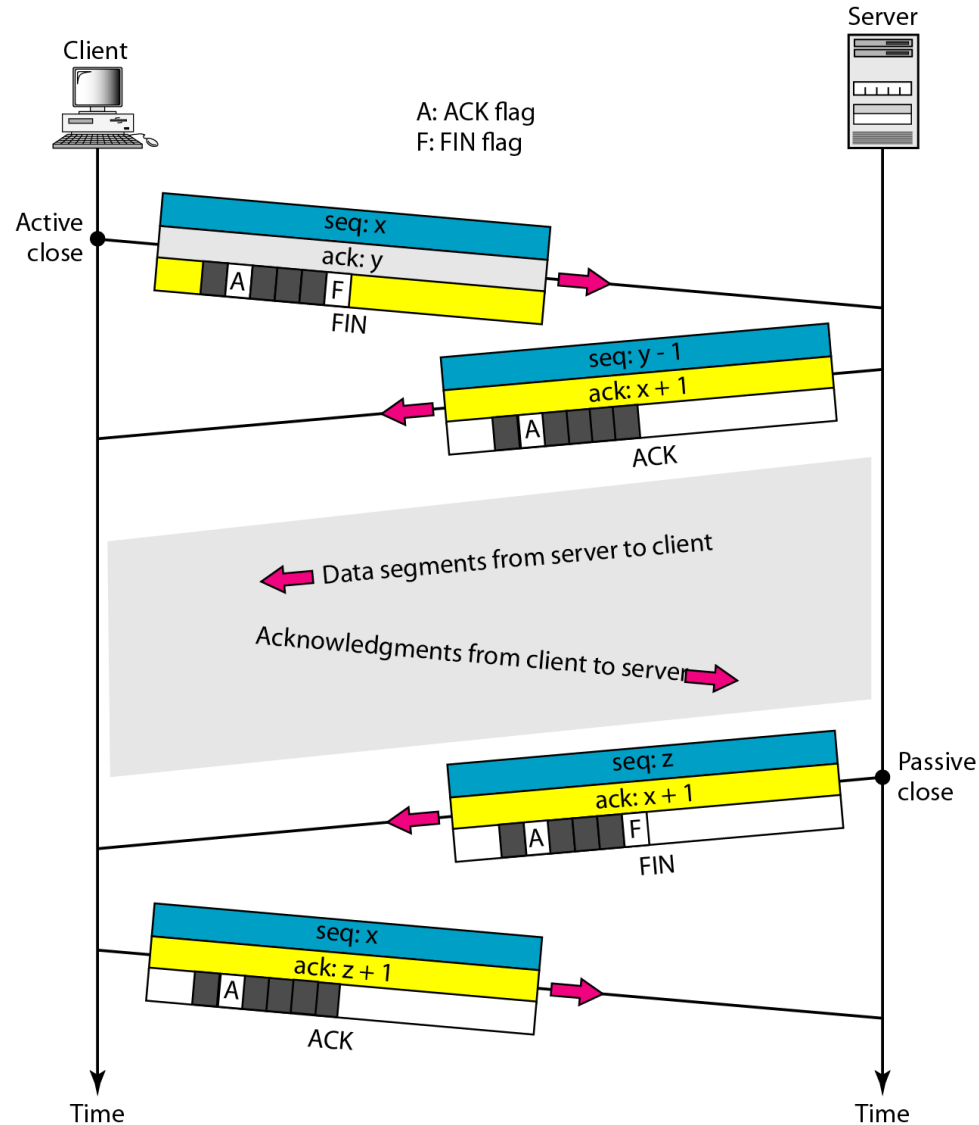 Server
Client
A: ACK flag
F: FIN flag
Active
close
seq: x
ack: y
A F
FIN
seq: y - 1
ack: x + 1
A
ACK
Data segments from server to client
Acknowledgments from client to server
Passive
close
seq: z
ack: x + 1
A F
FIN
seq: x
ack: z + 1
A
ACK
Time
Time